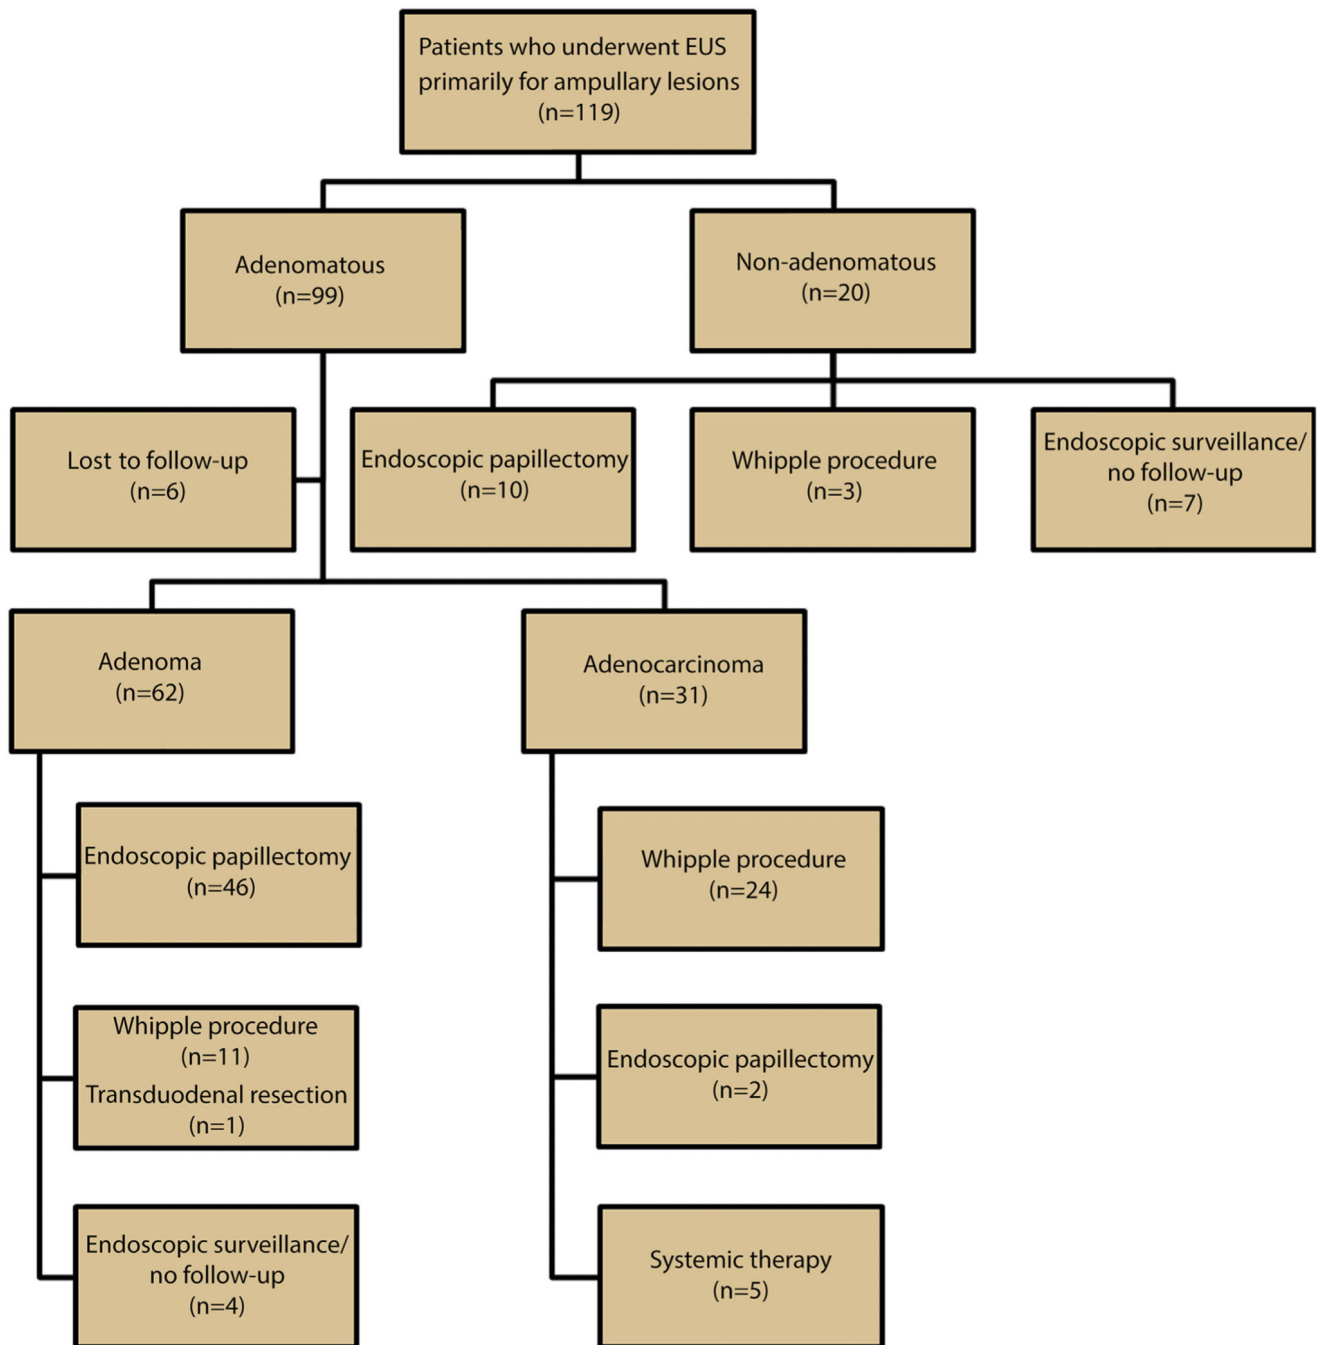 Patients who underwent EUS
primarily for ampullary lesions
(n=119)
Adenomatous
(n=99)
Non-adenomatous
(n=20)
Lost to follow-up
(n=6)
Endoscopic papillectomy
(n=10)
Whipple procedure
(n=3)
Endoscopic surveillance/
no follow-up
(n=7)
Adenoma
(n=62)
Adenocarcinoma
(n=31)
Endoscopic papillectomy
(n=46)
Whipple procedure
(n=11)
Transduodenal resection
(n=1)
Endoscopic surveillance/
no follow-up
(n=4)
Whipple procedure
(n=24)
Endoscopic papillectomy
(n=2)
Systemic therapy
(n=5)